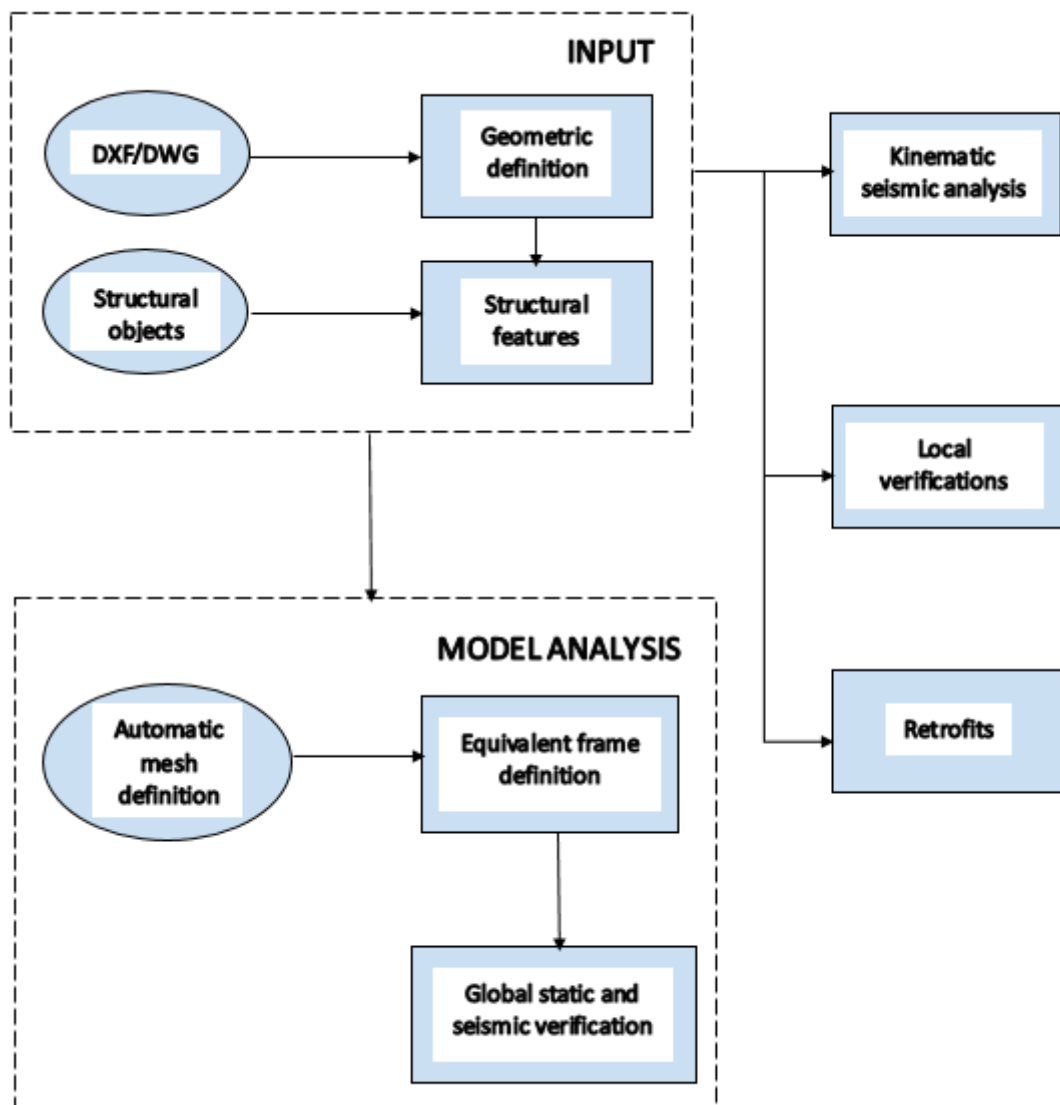 INPUT
DXF/DWG
Geometric
definition
Structural
objects
Structural
features
Kinematic
seismic analysis
Local
verifications
Retrofits
MODEL ANALYSIS
Automatic
mesh
definition
Equivalent frame
definition
Global static and
seismic verification